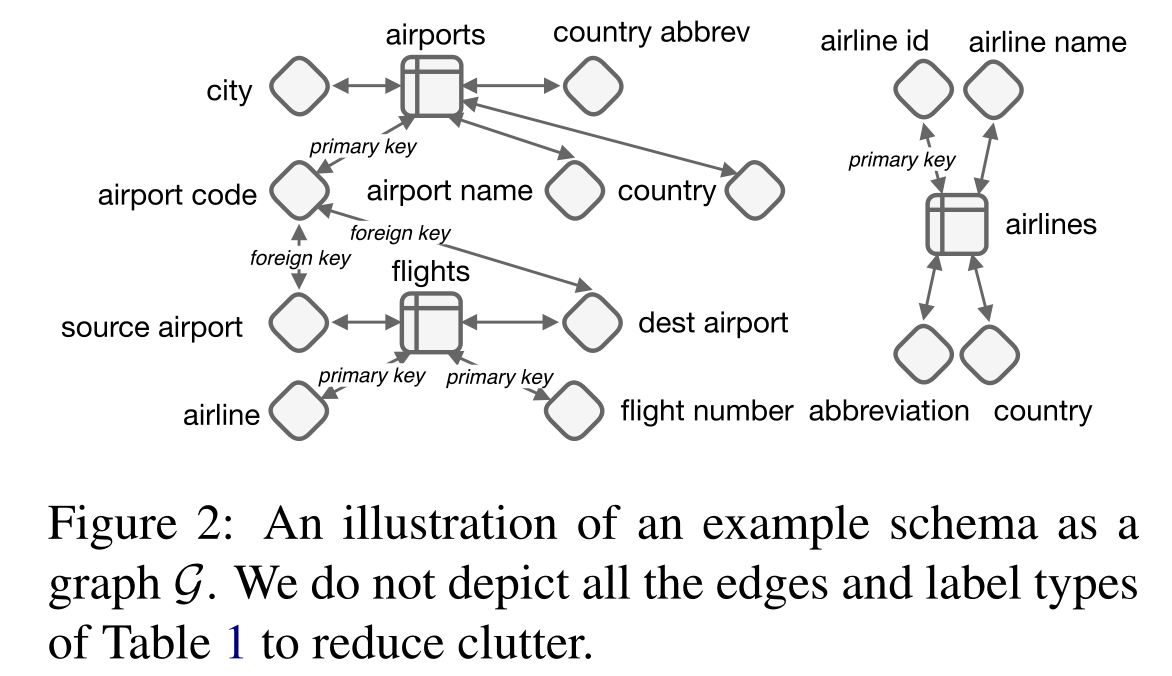 airports
country abbrev
airline id
airline name
city
primary key
primary key
airport code
airport name
country
foreign key
airlines
foreign key
flights
source airport
dest airport
primary key
primary key
airline
flight number
abbreviation
country
Figure 2: An illustration of an example schema as a
graph 𝒢. We do not depict all the edges and label types
of Table 1 to reduce clutter.